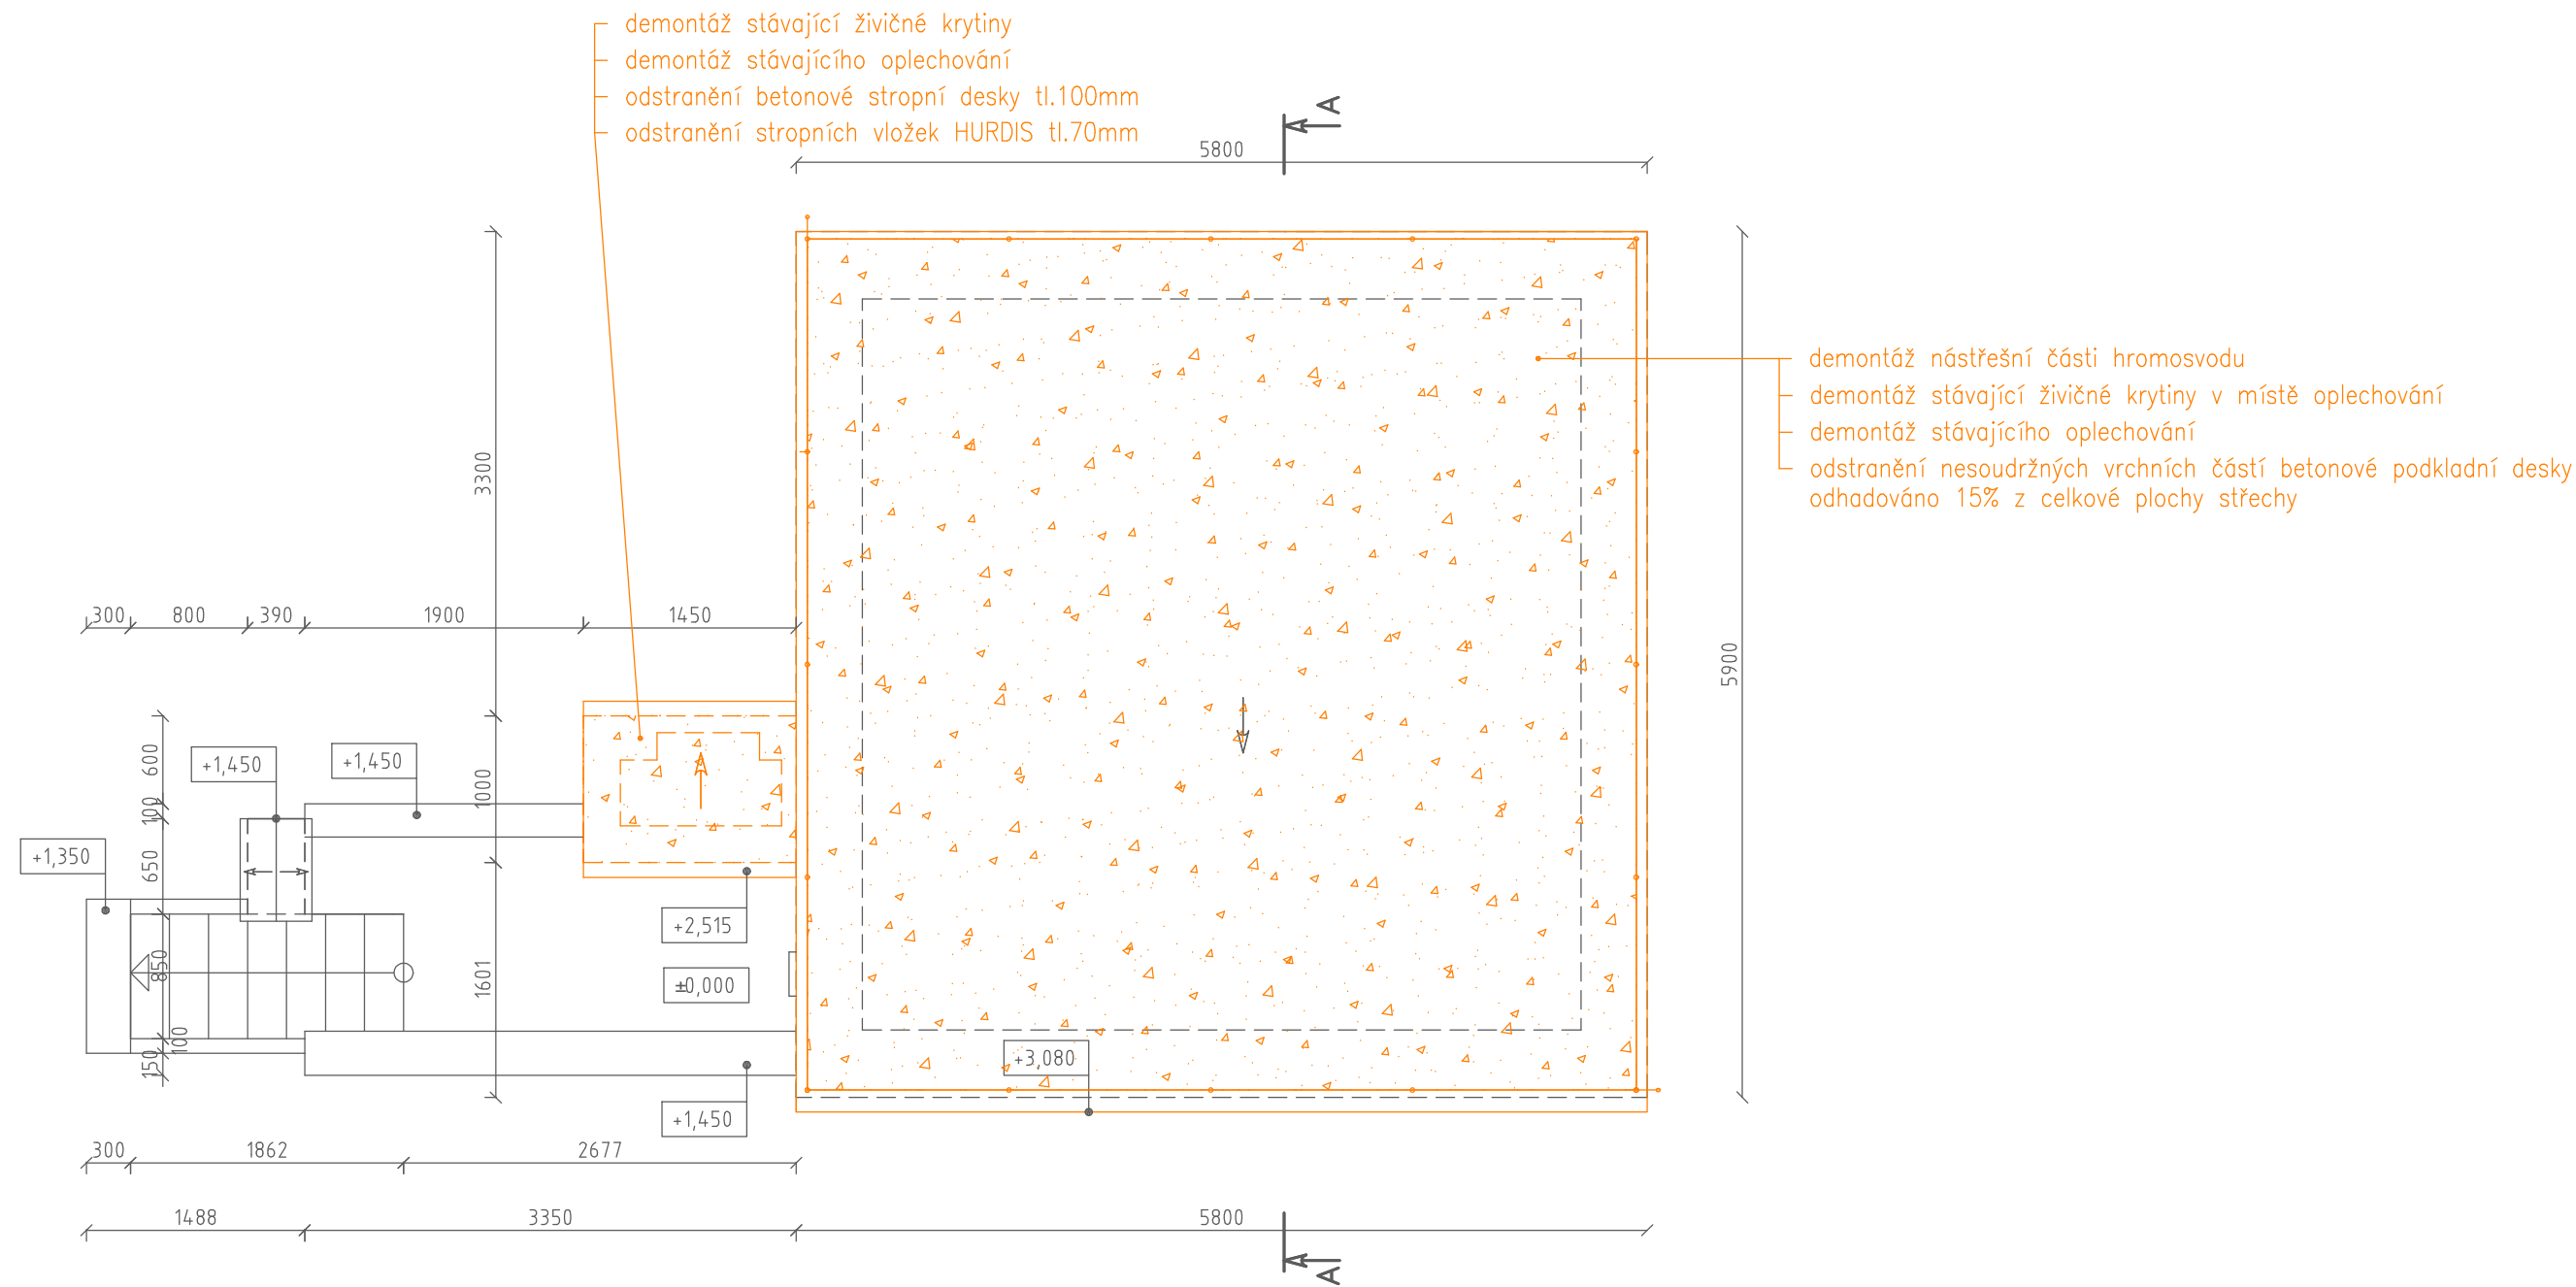 demontáž stávající živičné krytiny
demontáž stávajícího oplechování
odstranění betonové stropní desky tl.100mm
odstranění stropních vložek HURDIS tl.70mm
A
5800
demontáž nástřešní části hromosvodu
demontáž stávající živičné krytiny v místě oplechování
demontáž stávajícího oplechování
odstranění nesoudržných vrchních částí betonové podkladní desky
odhadováno 15% z celkové plochy střechy
3300
300 800 390 1900 1450
5900
600
+1,450
+1,450
1000
100
+1,350
650
+2,515
850
1601
±0,000
100
150
+3,080
+1,450
300 1862 2677
1488 3350 5800
A